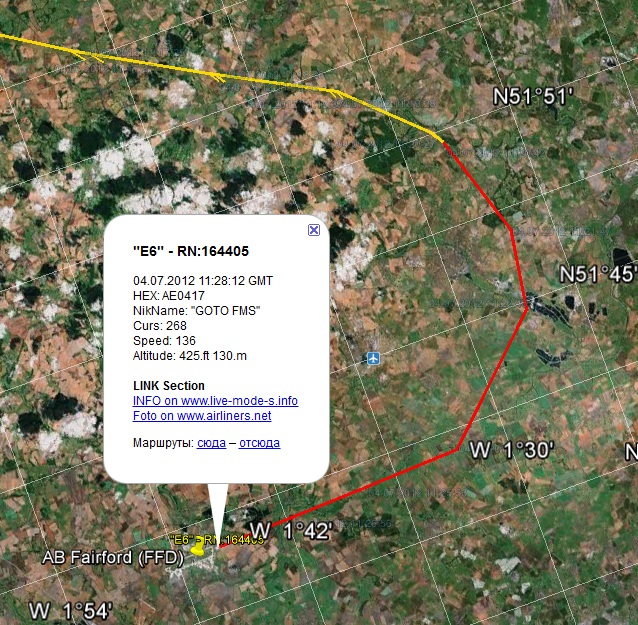 N51°51'
"E6" - RN:164405
04.07.2012 11:28:12 GMT
HEX: AE0417
NikName: "GOTO FMS"
Curs: 268
Speed: 136
Altitude: 425.ft 130.m
LINK Section
INFO on www.live-mode-s.info
Foto on www.airliners.net
Маршруты: сюда – отсюда
N51°45'
W 1°30'
N
W 1°42'
"E6" - RN:164405
AB Fairford (FFD)
W 1°54'